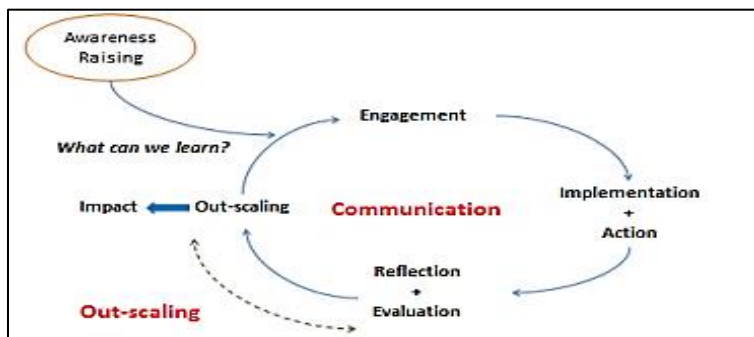 Awareness
Raising
Engagement
What can we learn?
Implementation
+
Action
Impact
Out-scaling
Communication
Reflection
+
Evaluation
Out-scaling